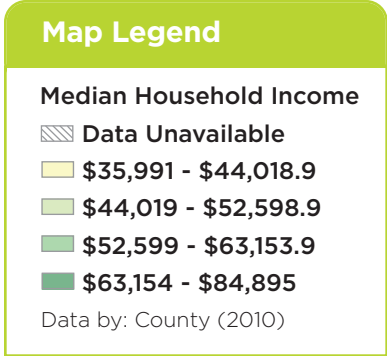 Map Legend
Median Household Income
Data Unavailable
$35,991 - $44,018.9
$44,019 - $52,598.9
$52,599 - $63,153.9
$63,154 - $84,895
Data by: County (2010)